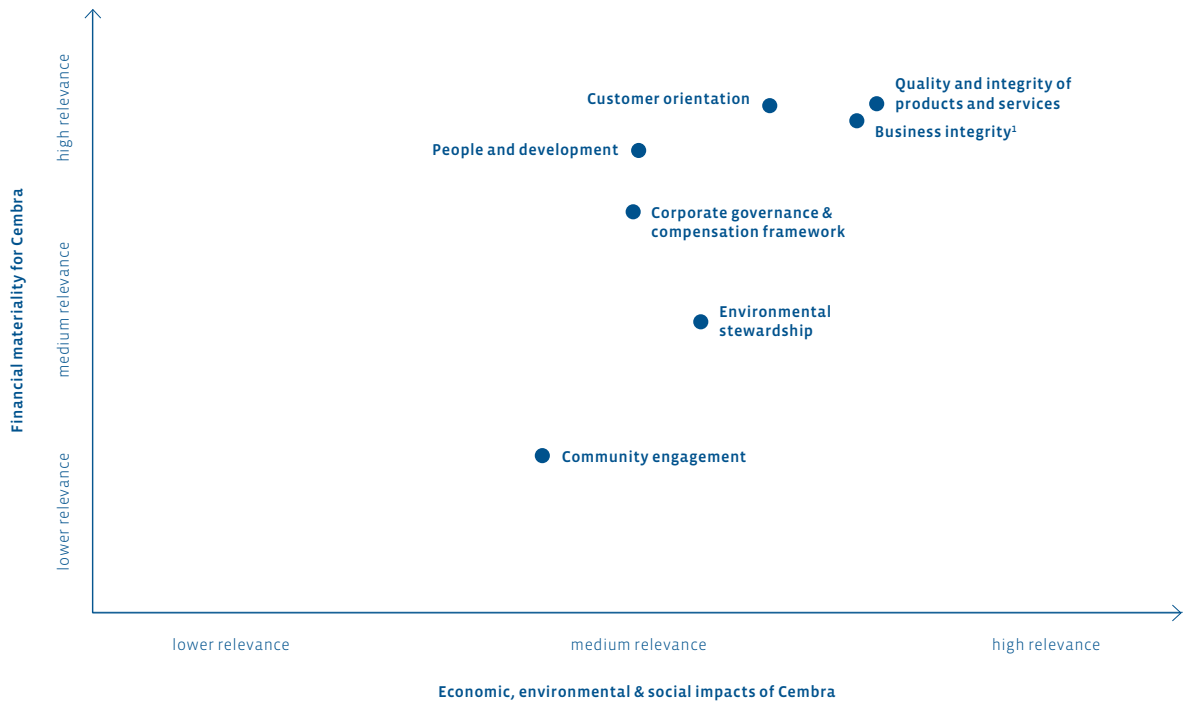 Financial materiality for Cembra
high relevance
medium relevance
lower relevance
Customer orientation
Quality and integrity of
products and services
Business integrity¹
People and development
Corporate governance &
compensation framework
Environmental
stewardship
Community engagement
lower relevance
medium relevance
high relevance
Economic, environmental & social impacts of Cembra